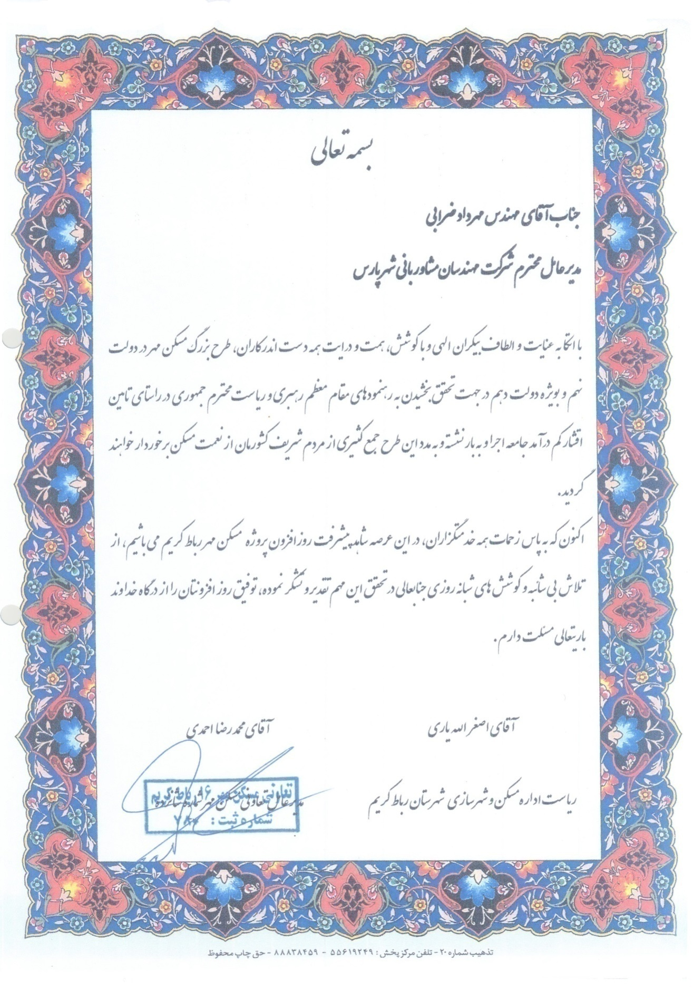 بسمه تعالی
جناب آقای مهندس مهرداد ضرابی
مدیر عامل محترم شرکت مهندسان مشاور بانی شهر پارس
با اتکا به عنایت و الطاف بیکران الهی و با کوشش، همت و درایت همه دست اندرکاران، طرح بزرگ مسکن مهر در دولت
نهم و بویژه دولت دهم در جهت تحقق بخشیدن به رهنمودهای مقام معظم رهبری و ریاست محترم جمهوری در راستای تامین
اقشار کم درآمد جامعه اجرا و به بار نشسته و به مدد این طرح جمع کثیری از مردم شریف کشورمان از نعمت مسکن برخوردار خواهند
گردید.
اکنون که به پاس زحمات همه خدمتگزاران، در این عرصه شاهد پیشرفت روز افزون پروژه مسکن مهر رباط کریم می باشیم، از
تلاش بی شائبه و کوشش های شبانه روزی جنابعالی در تحقق این مهم تقدیر و تشکر نموده، توفیق روز افزونتان را از درگاه خداوند
باریتعالی مسئلت دارم.
آقای اصغر الله یاری
آقای محمد رضا احمدی
ریاست اداره مسکن و شهرسازی شهرستان رباط کریم
مدیر عامل تعاونی مسکن مهر شماره شانزده
تعاونی مسکن مهر ۱۶ رباط کریم
شماره ثبت :
تذهیب شماره ۲۰ - تلفن مرکز پخش : ۵۵۶۱۹۲۴۹ - ۸۸۸۳۸۴۵۹ - حق چاپ محفوظ